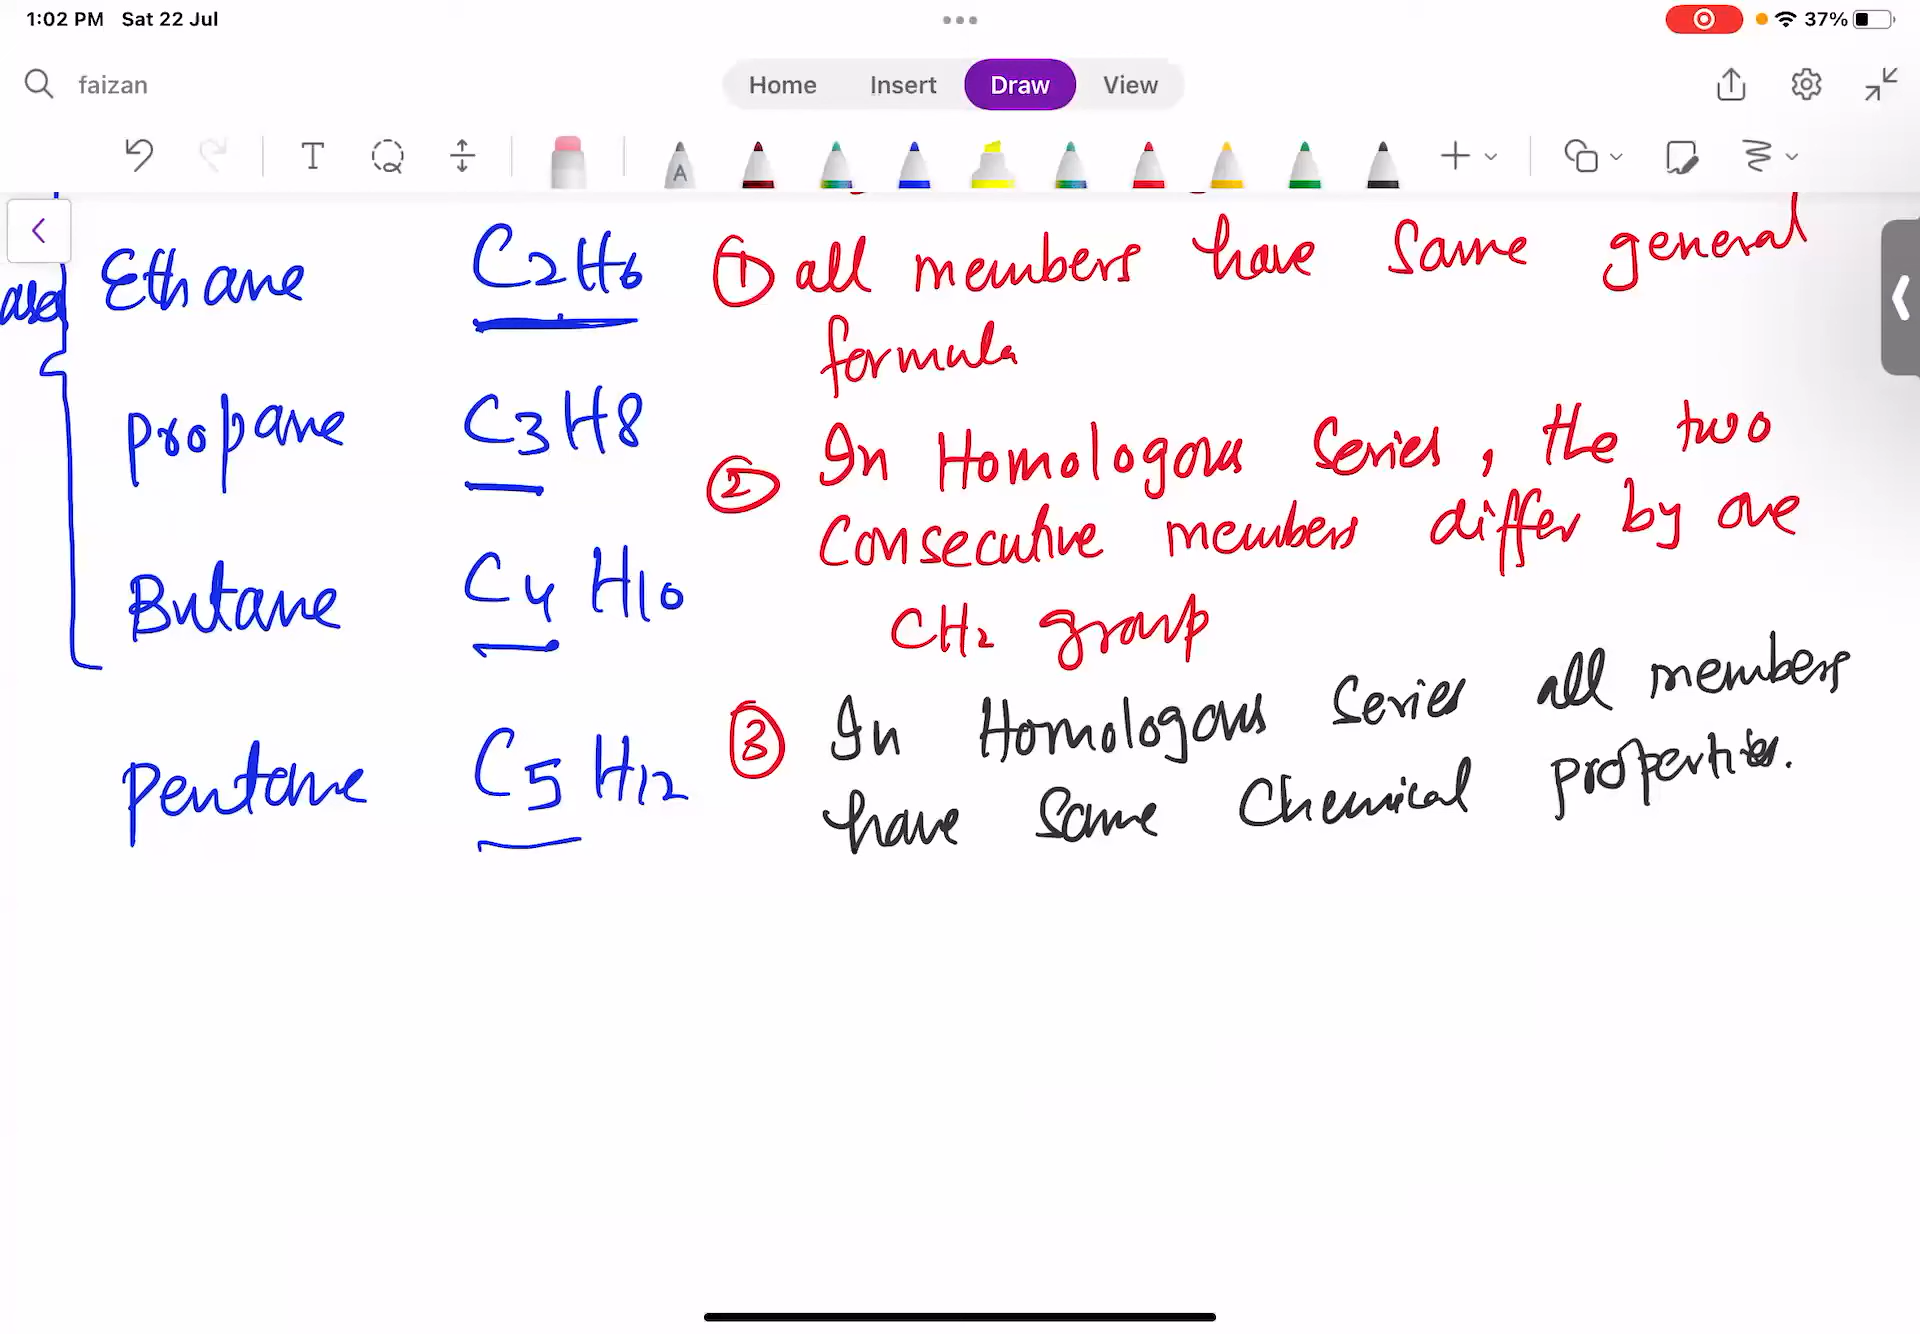 1:02 PM Sat 22 Jul
37%
faizan
Home Insert Draw View
T
A
Ethane C2H6
Propane C3H8
Butane C4H10
Pentane C5H12
① all members have same general
formula
② In Homologous Series, the two
Consecutive members differ by one
CH2 group
③ In Homologous Series all members
have same Chemical properties.